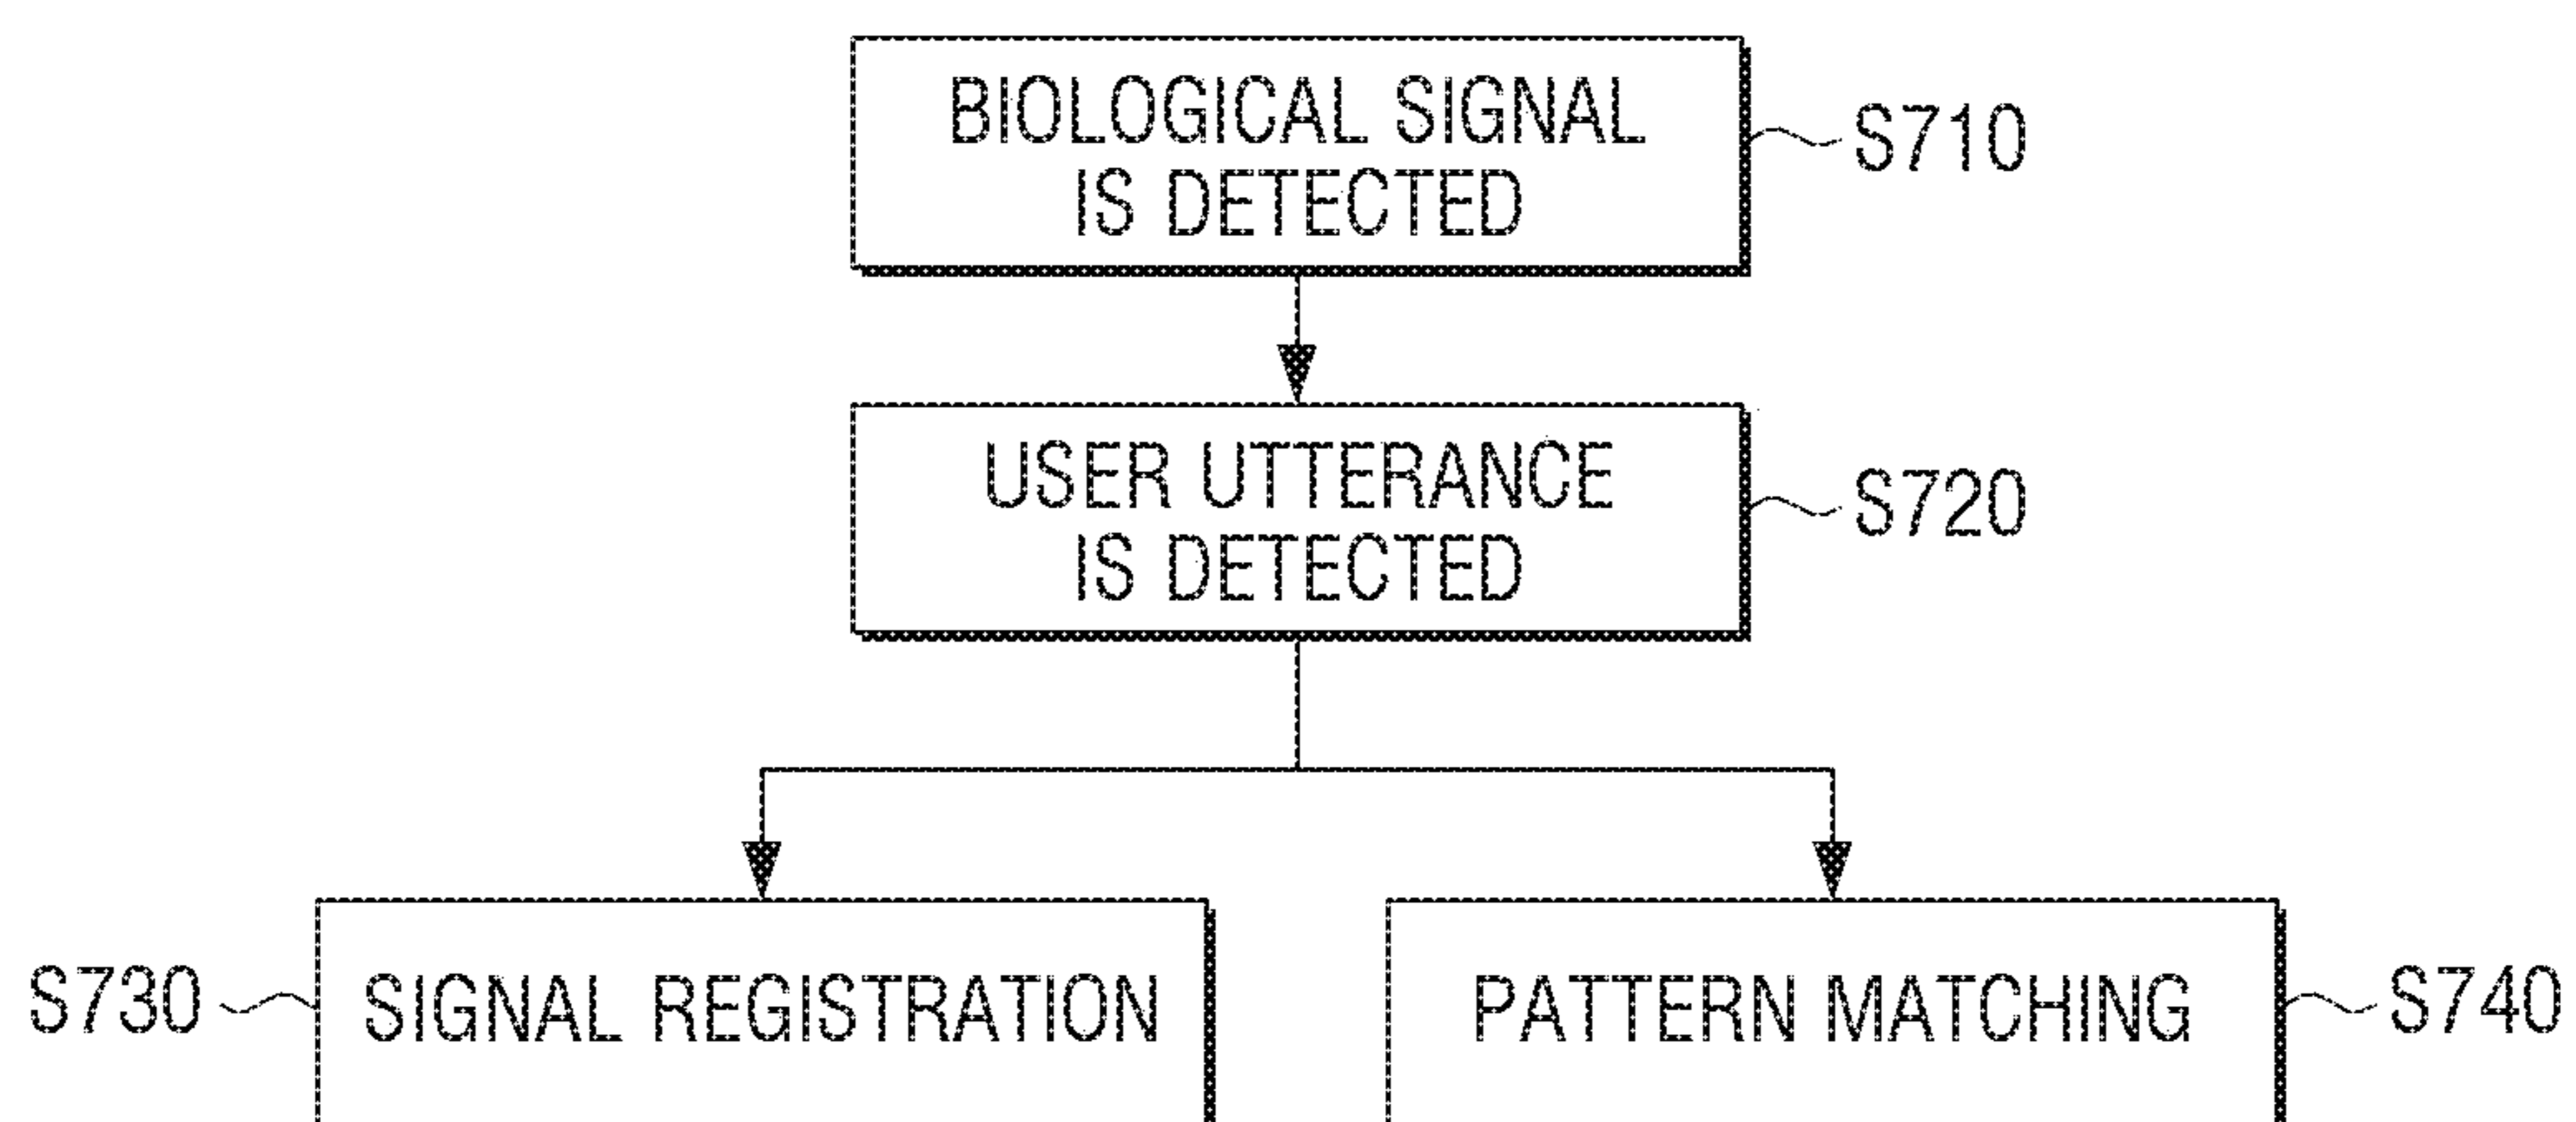 BIOLOGICAL SIGNAL
IS DETECTED
S710
USER UTTERANCE
IS DETECTED
S720
S730
SIGNAL REGISTRATION
PATTERN MATCHING
S740